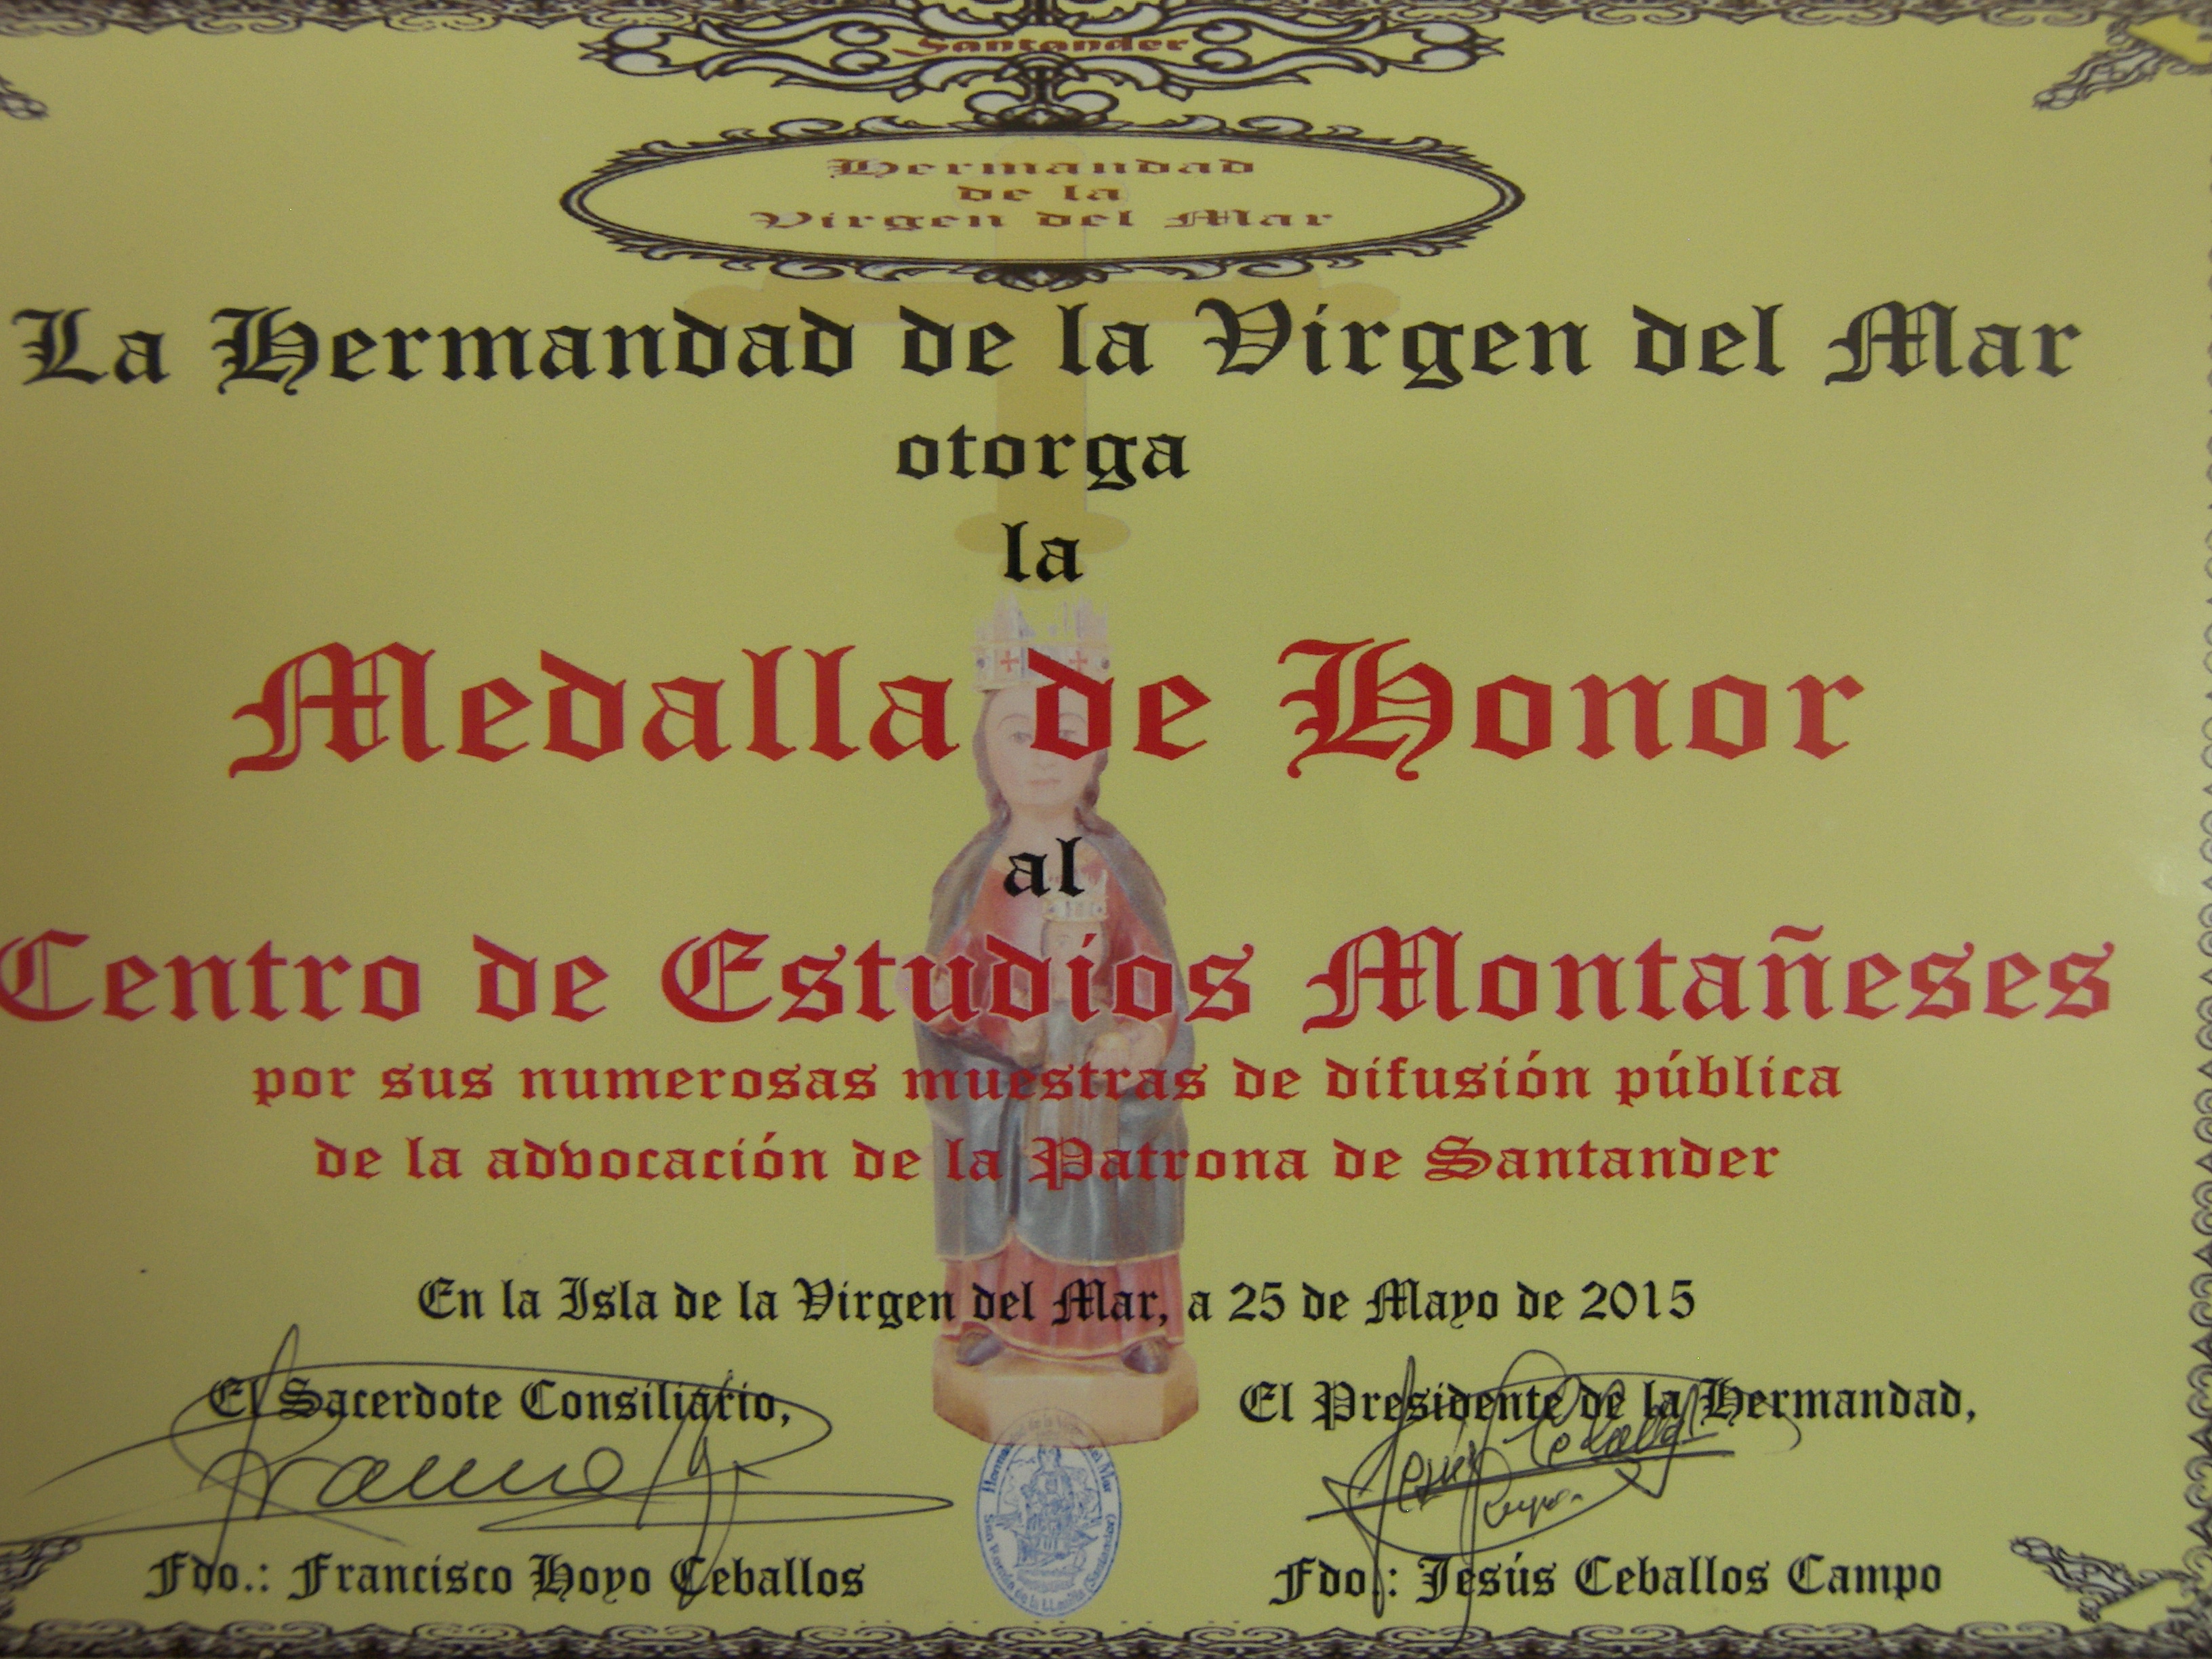 Santander
Hermandad
de la
Virgen del Mar
La Hermandad de la Virgen del Mar
otorga
la
Medalla de Honor
al
Centro de Estudios Montañeses
por sus numerosas muestras de difusión pública
de la advocación de la Patrona de Santander
En la Isla de la Virgen del Mar, a 25 de Mayo de 2015
El Sacerdote Consiliario,
El Presidente de la Hermandad,
Jesús Ceballos
Fdo.: Francisco Hoyo Ceballos
Fdo.: Jesús Ceballos Campo